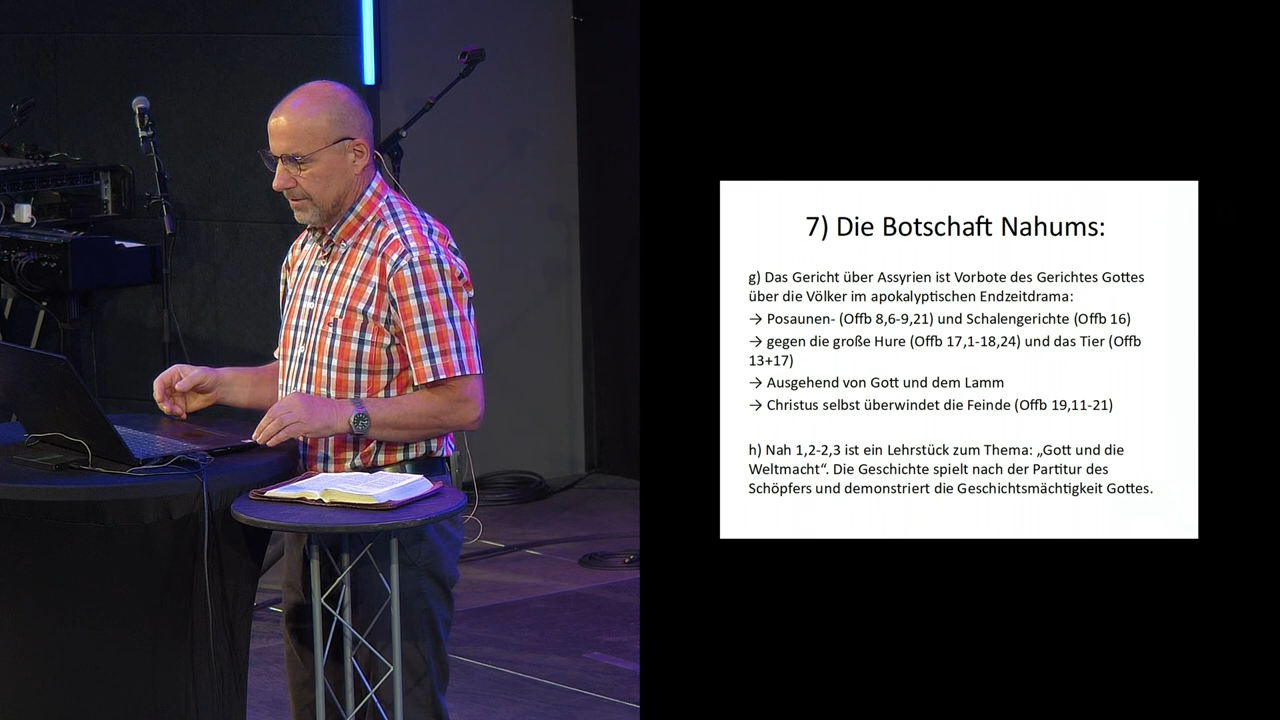 7) Die Botschaft Nahums:
g) Das Gericht über Assyrien ist Vorbote des Gerichtes Gottes
über die Völker im apokalyptischen Endzeitdrama:
→ Posaunen- (Offb 8,6-9,21) und Schalengerichte (Offb 16)
→ gegen die große Hure (Offb 17,1-18,24) und das Tier (Offb
13+17)
→ Ausgehend von Gott und dem Lamm
→ Christus selbst überwindet die Feinde (Offb 19,11-21)
h) Nah 1,2-2,3 ist ein Lehrstück zum Thema: „Gott und die
Weltmacht“. Die Geschichte spielt nach der Partitur des
Schöpfers und demonstriert die Geschichtsmächtigkeit Gottes.